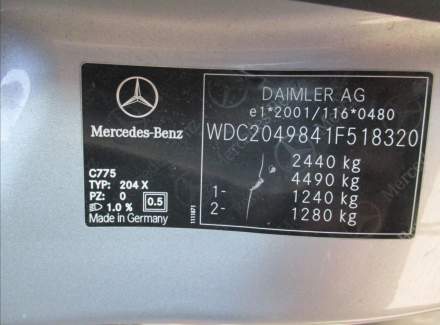 DAIMLER AG
e1*2001/116*0480
WDC2049841F518320
2440 kg
4490 kg
1- 1240 kg
2- 1280 kg
Mercedes-Benz
C775
TYP: 204 X
PZ: 0
1.0 % 0.5
Made in Germany